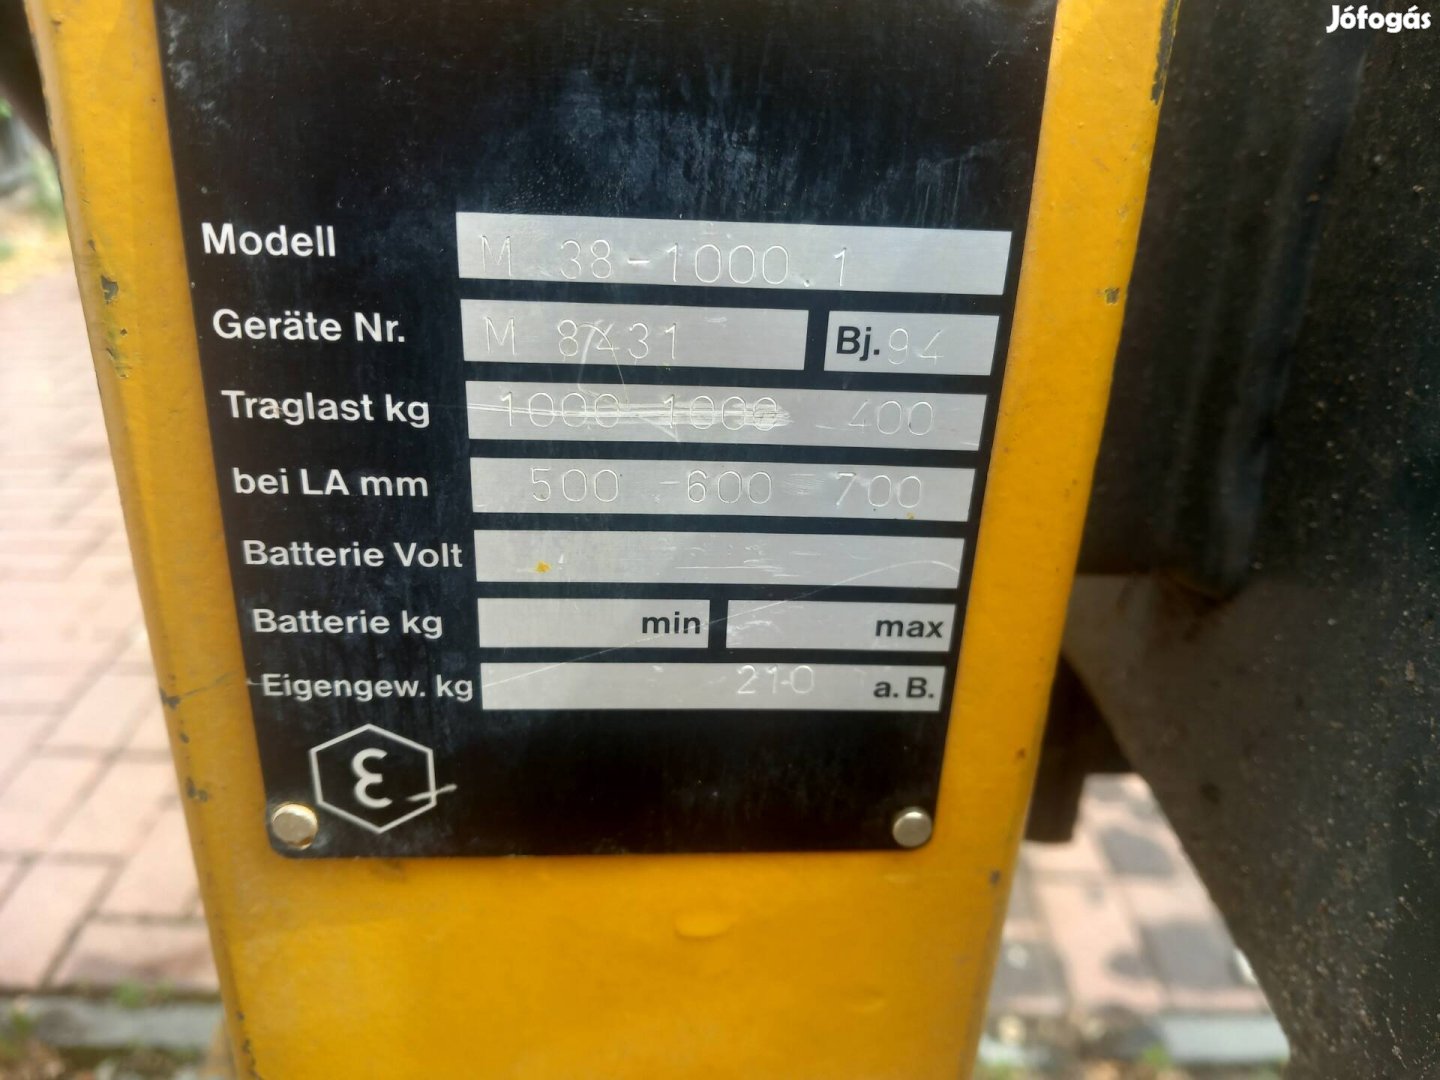 Jófogás
Modell M 38-1000.1
Geräte Nr. M 8431 Bj. 94
Traglast kg 1000 1000 400
bei LA mm 500 600 700
Batterie Volt
Batterie kg min max
Eigengew. kg 210 a. B.